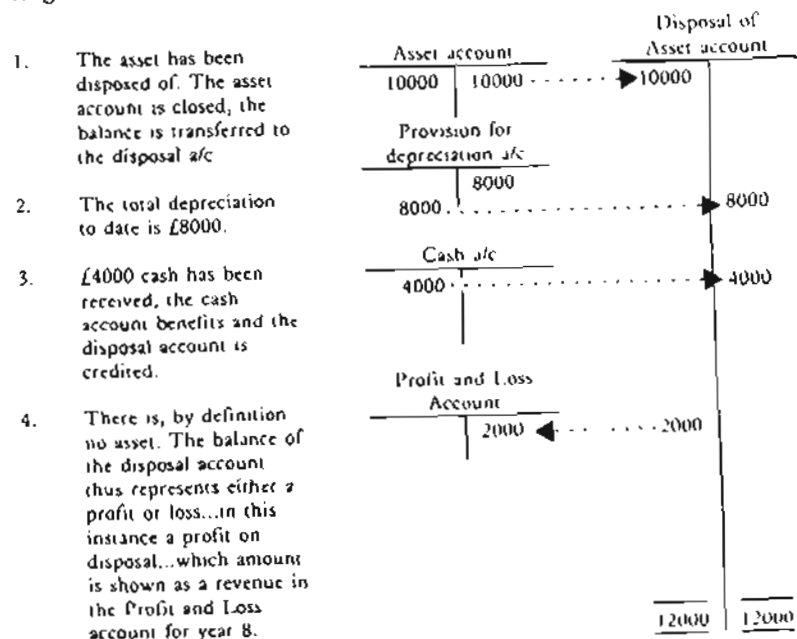 Disposal of
Asset account
Asset account
1. The asset has been
disposed of. The asset
account is closed, the
balance is transferred to
the disposal a/c
10000 10000 10000
Provision for
depreciation a/c
8000
2. The total depreciation
to date is £8000.
8000 8000
Cash a/c
3. £4000 cash has been
received, the cash
account benefits and the
disposal account is
credited.
4000 4000
Profit and Loss
Account
4. There is, by definition
no asset. The balance of
the disposal account
thus represents either a
profit or loss...in this
instance a profit on
disposal...which amount
is shown as a revenue in
the Profit and Loss
account for year 8.
2000 2000
12000 12000